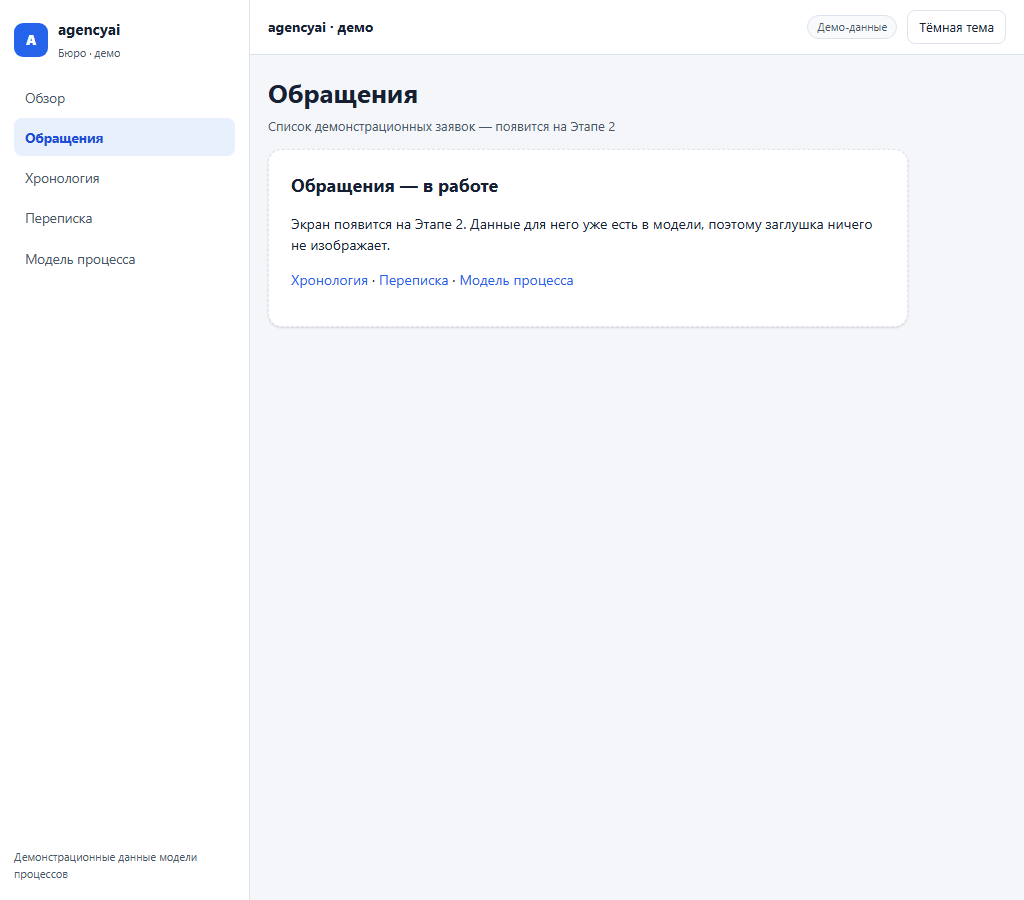 A
agencyai
Бюро · демо
Обзор
Обращения
Хронология
Переписка
Модель процесса
Демонстрационные данные модели
процессов
agencyai · демо
Демо-данные
Тёмная тема
Обращения
Список демонстрационных заявок — появится на Этапе 2
Обращения — в работе
Экран появится на Этапе 2. Данные для него уже есть в модели, поэтому заглушка ничего
не изображает.
Хронология · Переписка · Модель процесса